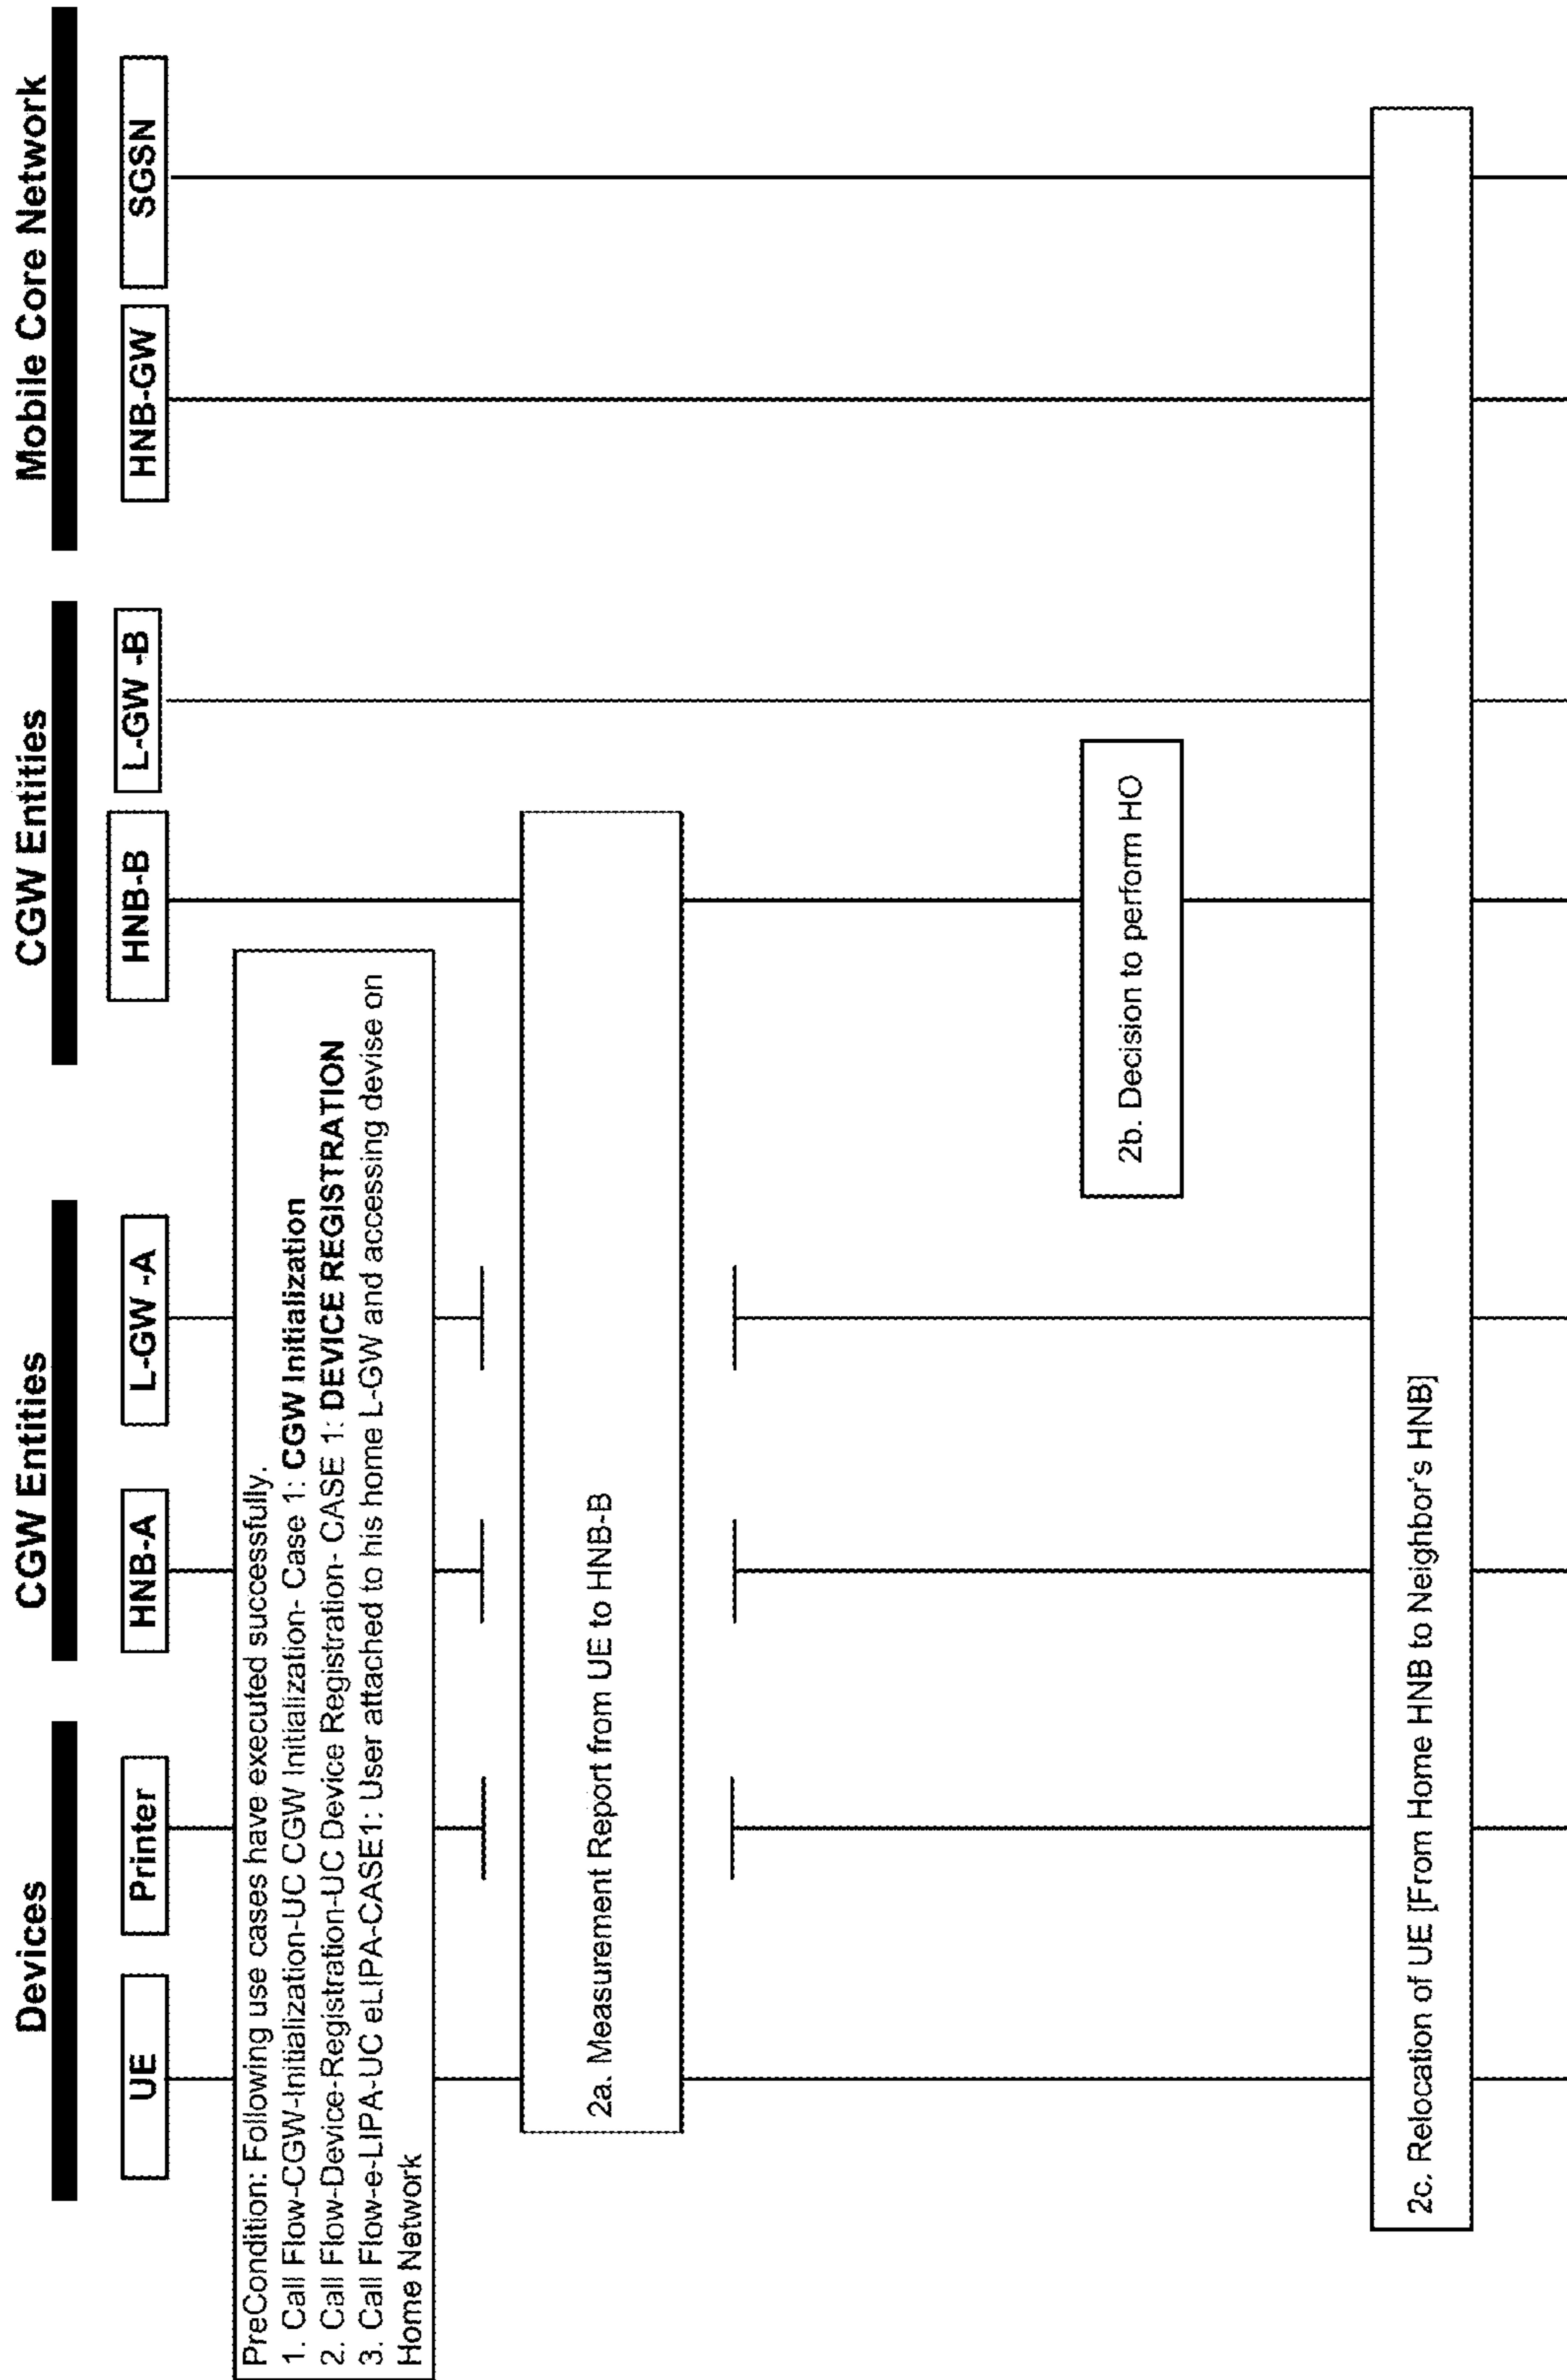 Devices
CGW Entities
CGW Entities
Mobile Core Network
UE
Printer
HNB-A
L-GW -A
HNB-B
L-GW -B
HNB-GW
SGSN
PreCondition: Following use cases have executed successfully.
1. Call Flow-CGW-Initialization-UC CGW Initialization- Case 1: CGW Initialization
2. Call Flow-Device-Registration-UC Device Registration- CASE 1: DEVICE REGISTRATION
3. Call Flow-e-LIPA-UC eLIPA-CASE1: User attached to his home L-GW and accessing devise on
Home Network
2a. Measurement Report from UE to HNB-B
2b. Decision to perform HO
2c. Relocation of UE [From Home HNB to Neighbor's HNB]